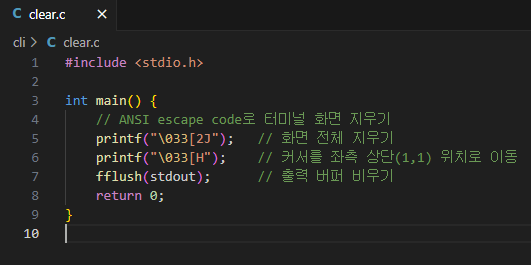 C clear.c ×
cli > C clear.c
1 #include <stdio.h>
2
3 int main() {
4 // ANSI escape code로 터미널 화면 지우기
5 printf("\033[2J"); // 화면 전체 지우기
6 printf("\033[H"); // 커서를 좌측 상단(1,1) 위치로 이동
7 fflush(stdout); // 출력 버퍼 비우기
8 return 0;
9 }
10